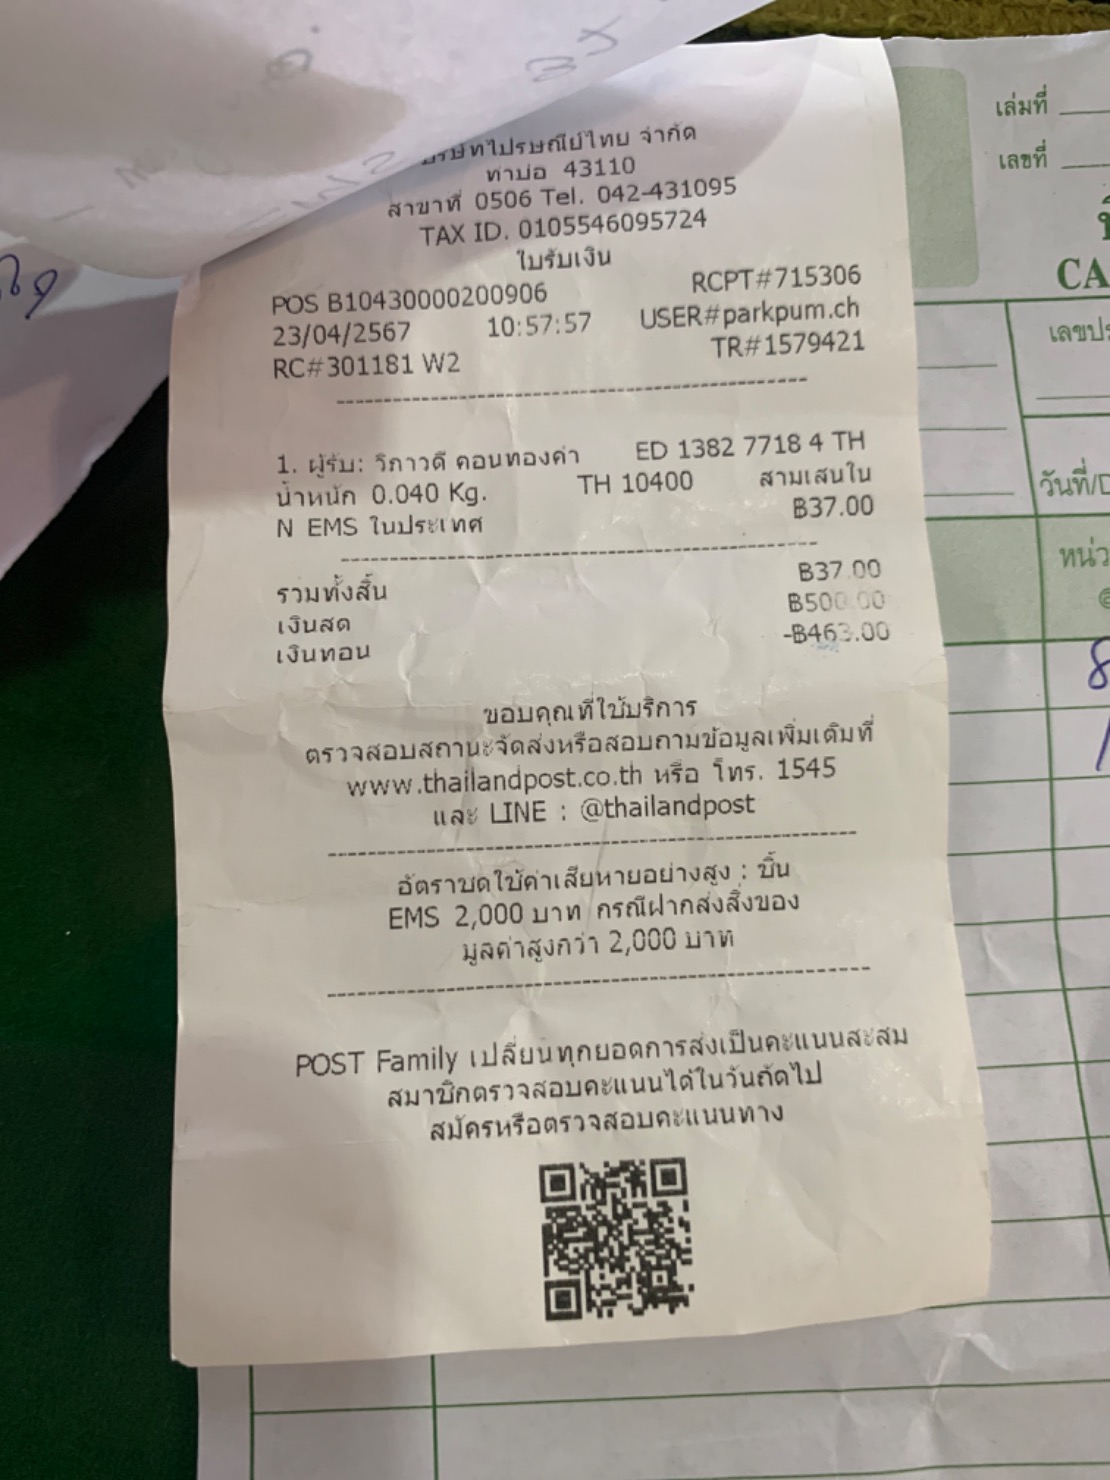 บริษัทไปรษณีย์ไทย จำกัด
ท่าบ่อ 43110
สาขาที่ 0506 Tel. 042-431095
TAX ID. 0105546095724
ใบรับเงิน
POS B10430000200906 RCPT#715306
23/04/2567 10:57:57 USER#parkpum.ch
RC#301181 W2 TR#1579421
1. ผู้รับ: วิภาวดี คอนทองคำ ED 1382 7718 4 TH
น้ำหนัก 0.040 Kg. TH 10400 สามเสนใน
N EMS ในประเทศ ฿37.00
รวมทั้งสิ้น ฿37.00
เงินสด ฿500.00
เงินทอน -฿463.00
ขอบคุณที่ใช้บริการ
ตรวจสอบสถานะจัดส่งหรือสอบถามข้อมูลเพิ่มเติมที่
www.thailandpost.co.th หรือ โทร. 1545
และ LINE : @thailandpost
อัตราชดใช้ค่าเสียหายอย่างสูง : ชิ้น
EMS 2,000 บาท กรณีฝากส่งสิ่งของ
มูลค่าสูงกว่า 2,000 บาท
POST Family เปลี่ยนทุกยอดการส่งเป็นคะแนนสะสม
สมาชิกตรวจสอบคะแนนได้ในวันถัดไป
สมัครหรือตรวจสอบคะแนนทาง
เล่มที่
เลขที่
CA
วันที่/D